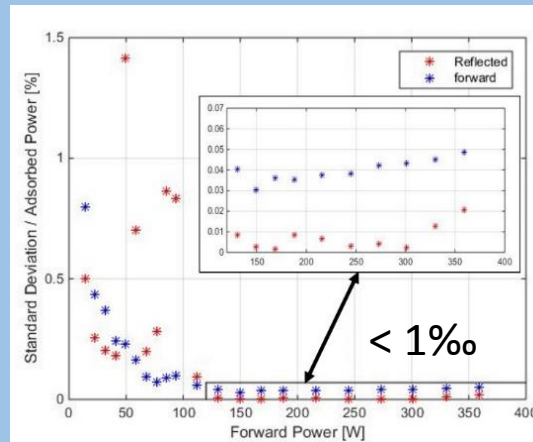 Standard Deviation / Adsorbed Power [%]
1.5
1
0.5
0
0 50 100 150 200 250 300 350 400
Forward Power [W]
Reflected
forward
0.07
0.06
0.05
0.04
0.03
0.02
0.01
0
150 200 250 300 350 400
< 1‰